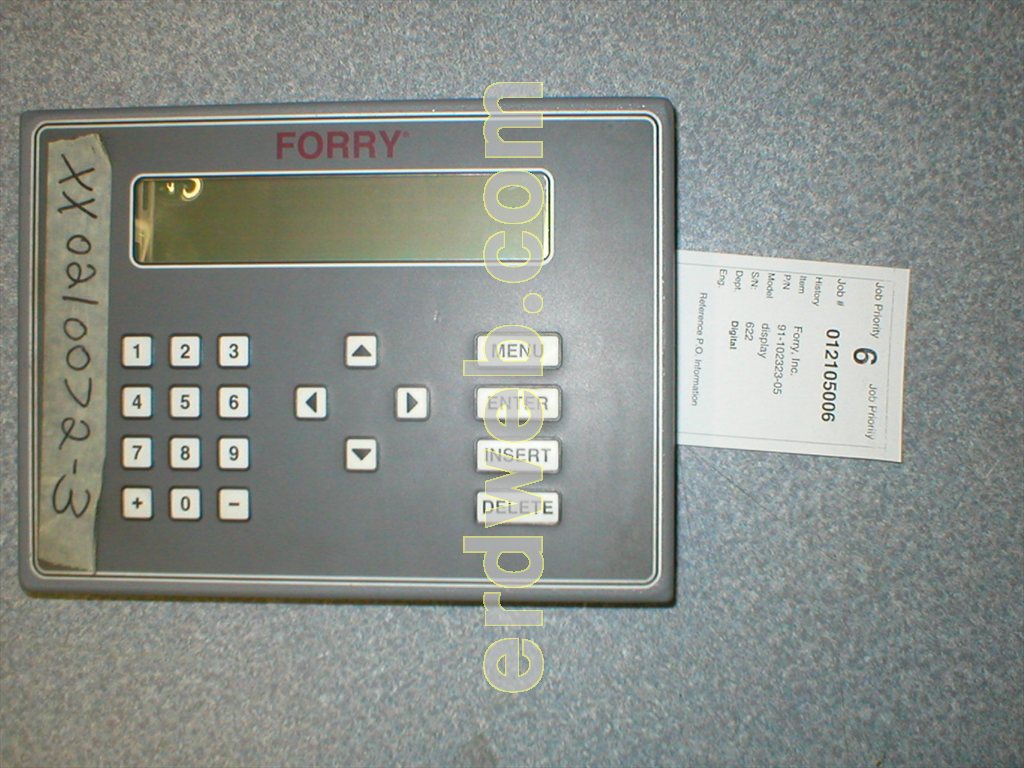 FORRY®
XX0210072-3
1 2 3
4 5 6
7 8 9
+ 0 -
MENU
ENTER
INSERT
DELETE
Job Priority 6 Job Priority
Job # 012105006
History
Item Forry, Inc.
P/N 91-102323-05
Model display
S/N: 622
Dept. Digital
Eng.
Reference P.O. Information
erdweb.com